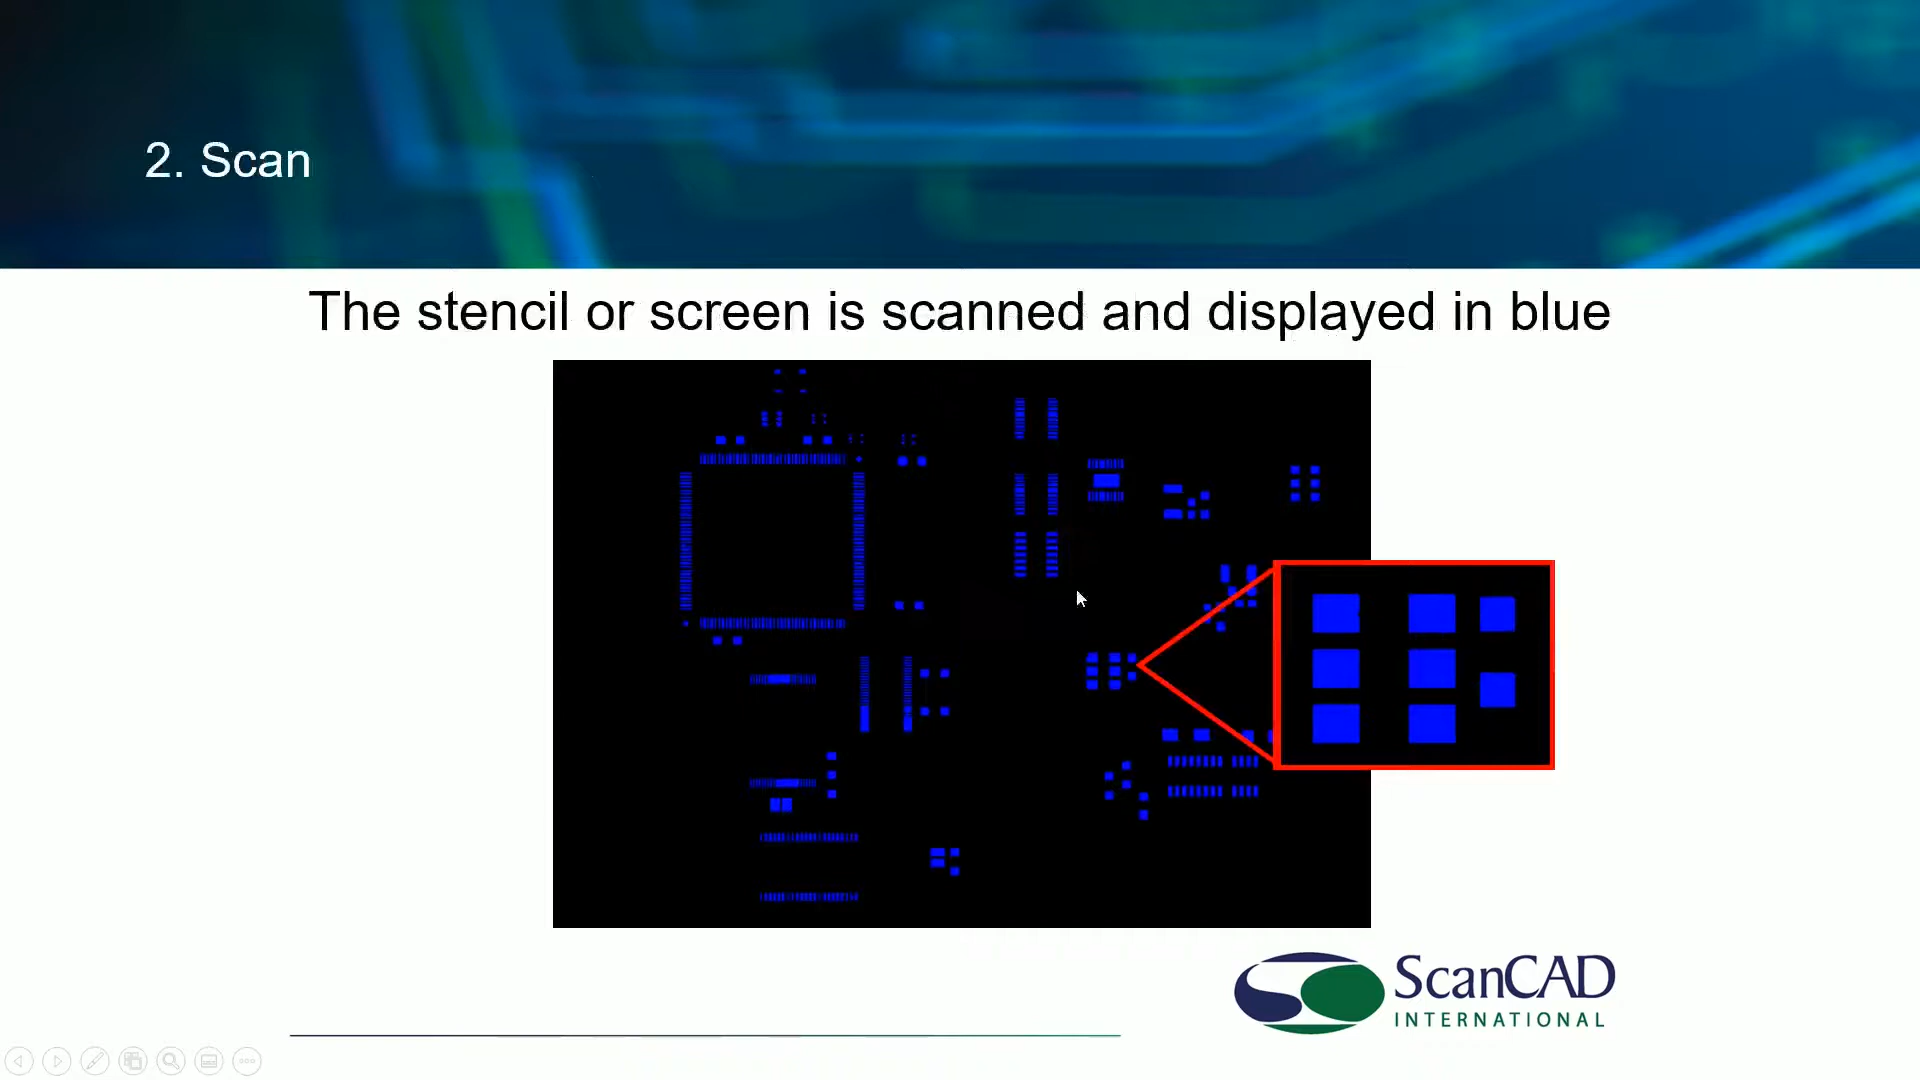 2. Scan
The stencil or screen is scanned and displayed in blue
ScanCAD
INTERNATIONAL